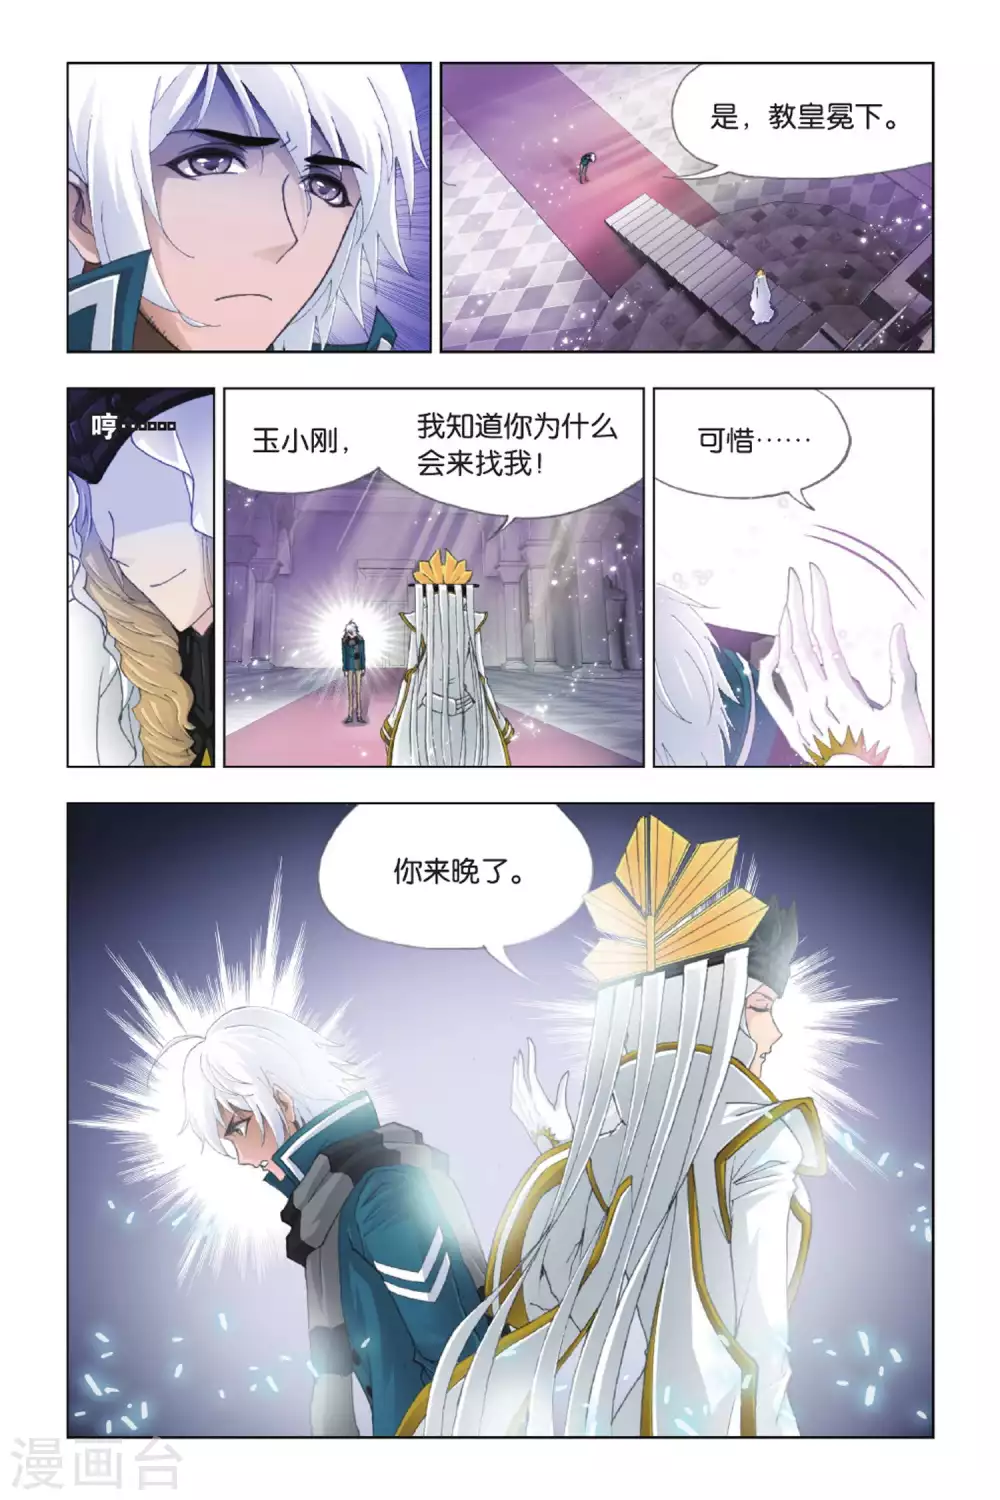 是，教皇冕下。
哼……
玉小刚，
我知道你为什么
会来找我！
可惜……
你来晚了。
漫画台